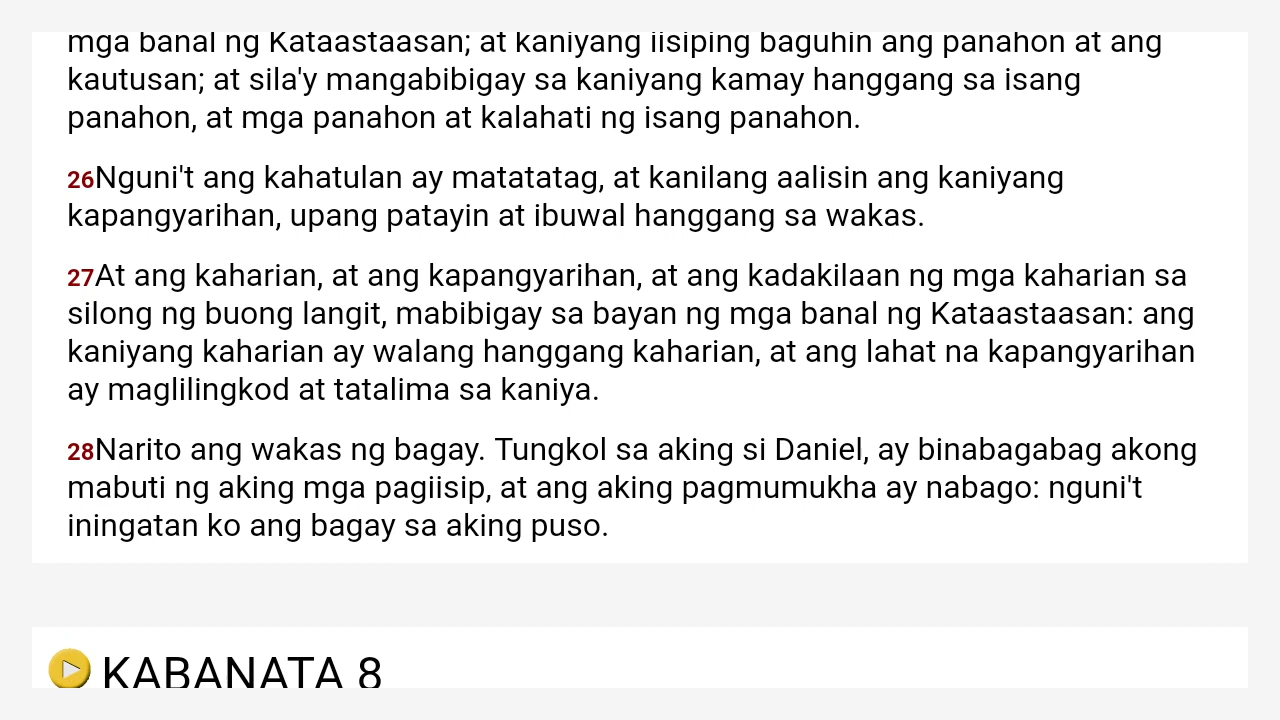 mga banal ng Kataastaasan; at kaniyang iisiping baguhin ang panahon at ang
kautusan; at sila'y mangabibigay sa kaniyang kamay hanggang sa isang
panahon, at mga panahon at kalahati ng isang panahon.
26Nguni't ang kahatulan ay matatatag, at kanilang aalisin ang kaniyang
kapangyarihan, upang patayin at ibuwal hanggang sa wakas.
27At ang kaharian, at ang kapangyarihan, at ang kadakilaan ng mga kaharian sa
silong ng buong langit, mabibigay sa bayan ng mga banal ng Kataastaasan: ang
kaniyang kaharian ay walang hanggang kaharian, at ang lahat na kapangyarihan
ay maglilingkod at tatalima sa kaniya.
28Narito ang wakas ng bagay. Tungkol sa aking si Daniel, ay binabagabag akong
mabuti ng aking mga pagiisip, at ang aking pagmumukha ay nabago: nguni't
iningatan ko ang bagay sa aking puso.
KABANATA 8